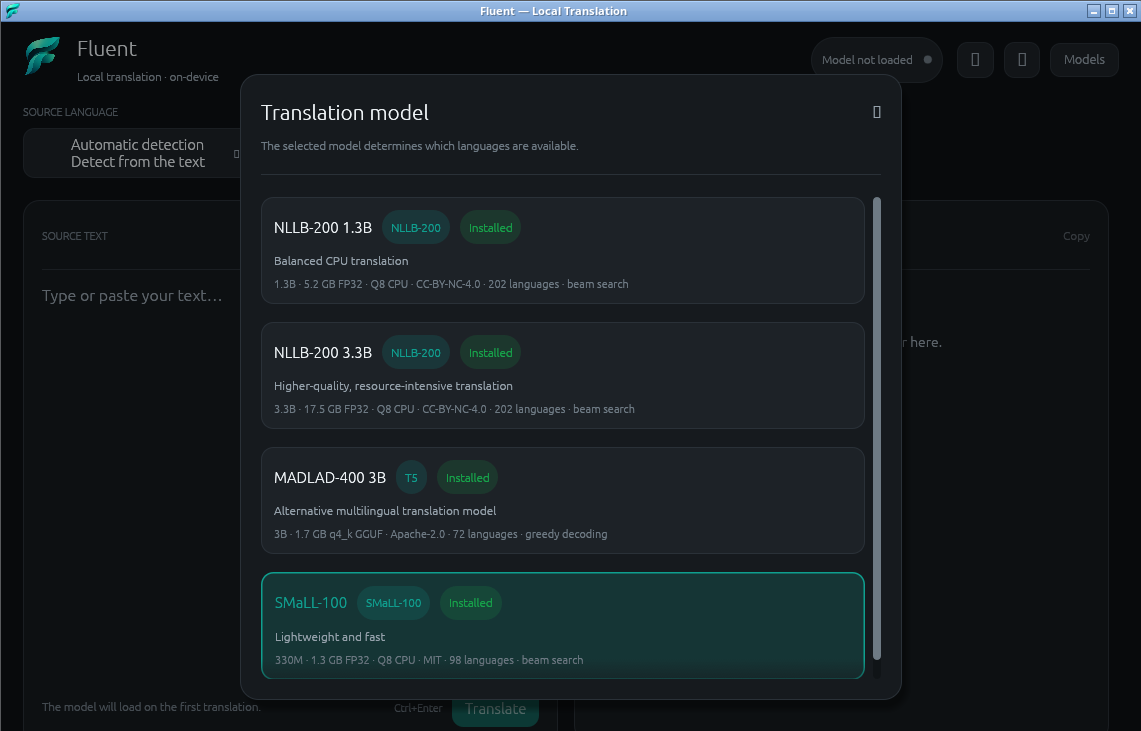 Fluent — Local Translation
Fluent
Local translation · on-device
Model not loaded
Models
SOURCE LANGUAGE
Automatic detection
Detect from the text
SOURCE TEXT
Copy
Type or paste your text…
r here.
Translation model
The selected model determines which languages are available.
NLLB-200 1.3B NLLB-200 Installed
Balanced CPU translation
1.3B · 5.2 GB FP32 · Q8 CPU · CC-BY-NC-4.0 · 202 languages · beam search
NLLB-200 3.3B NLLB-200 Installed
Higher-quality, resource-intensive translation
3.3B · 17.5 GB FP32 · Q8 CPU · CC-BY-NC-4.0 · 202 languages · beam search
MADLAD-400 3B T5 Installed
Alternative multilingual translation model
3B · 1.7 GB q4_k GGUF · Apache-2.0 · 72 languages · greedy decoding
SMaLL-100 SMaLL-100 Installed
Lightweight and fast
330M · 1.3 GB FP32 · Q8 CPU · MIT · 98 languages · beam search
The model will load on the first translation.
Ctrl+Enter
Translate